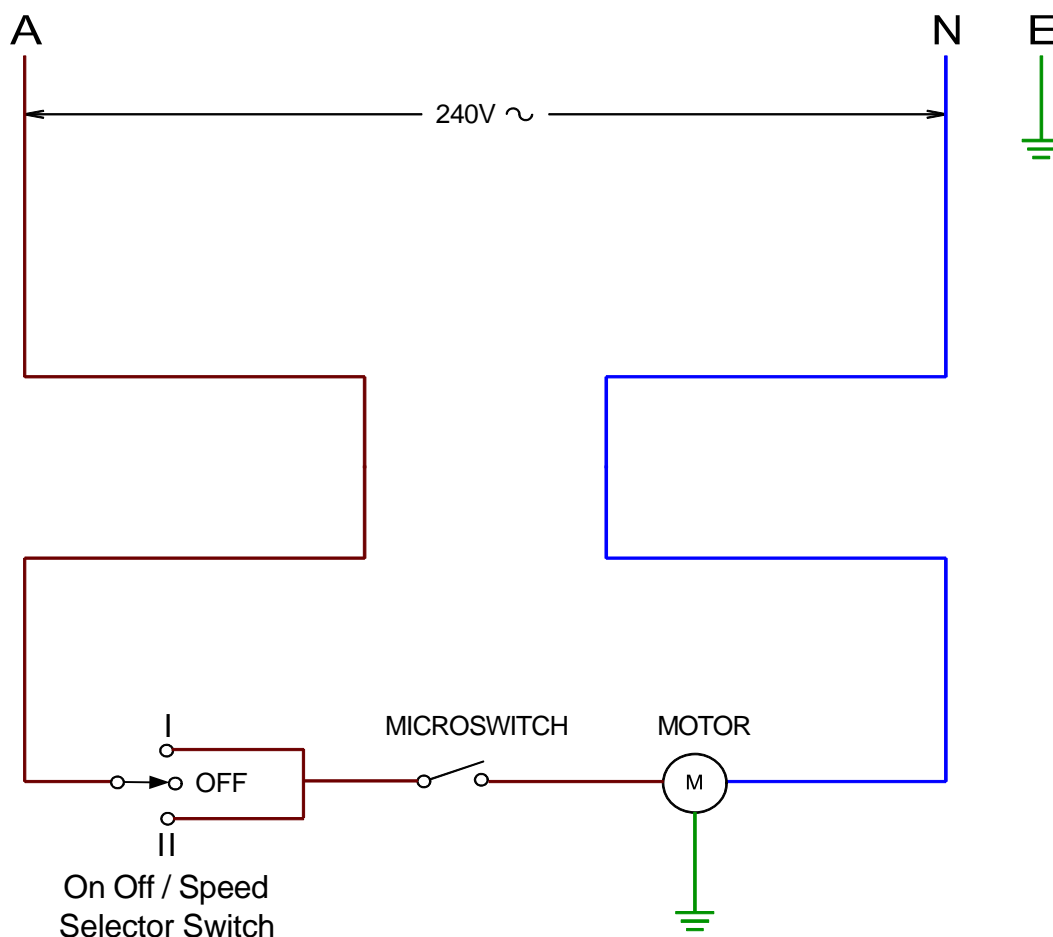 A
N
E
240V ~
I
MICROSWITCH
MOTOR
OFF
M
II
On Off / Speed
Selector Switch